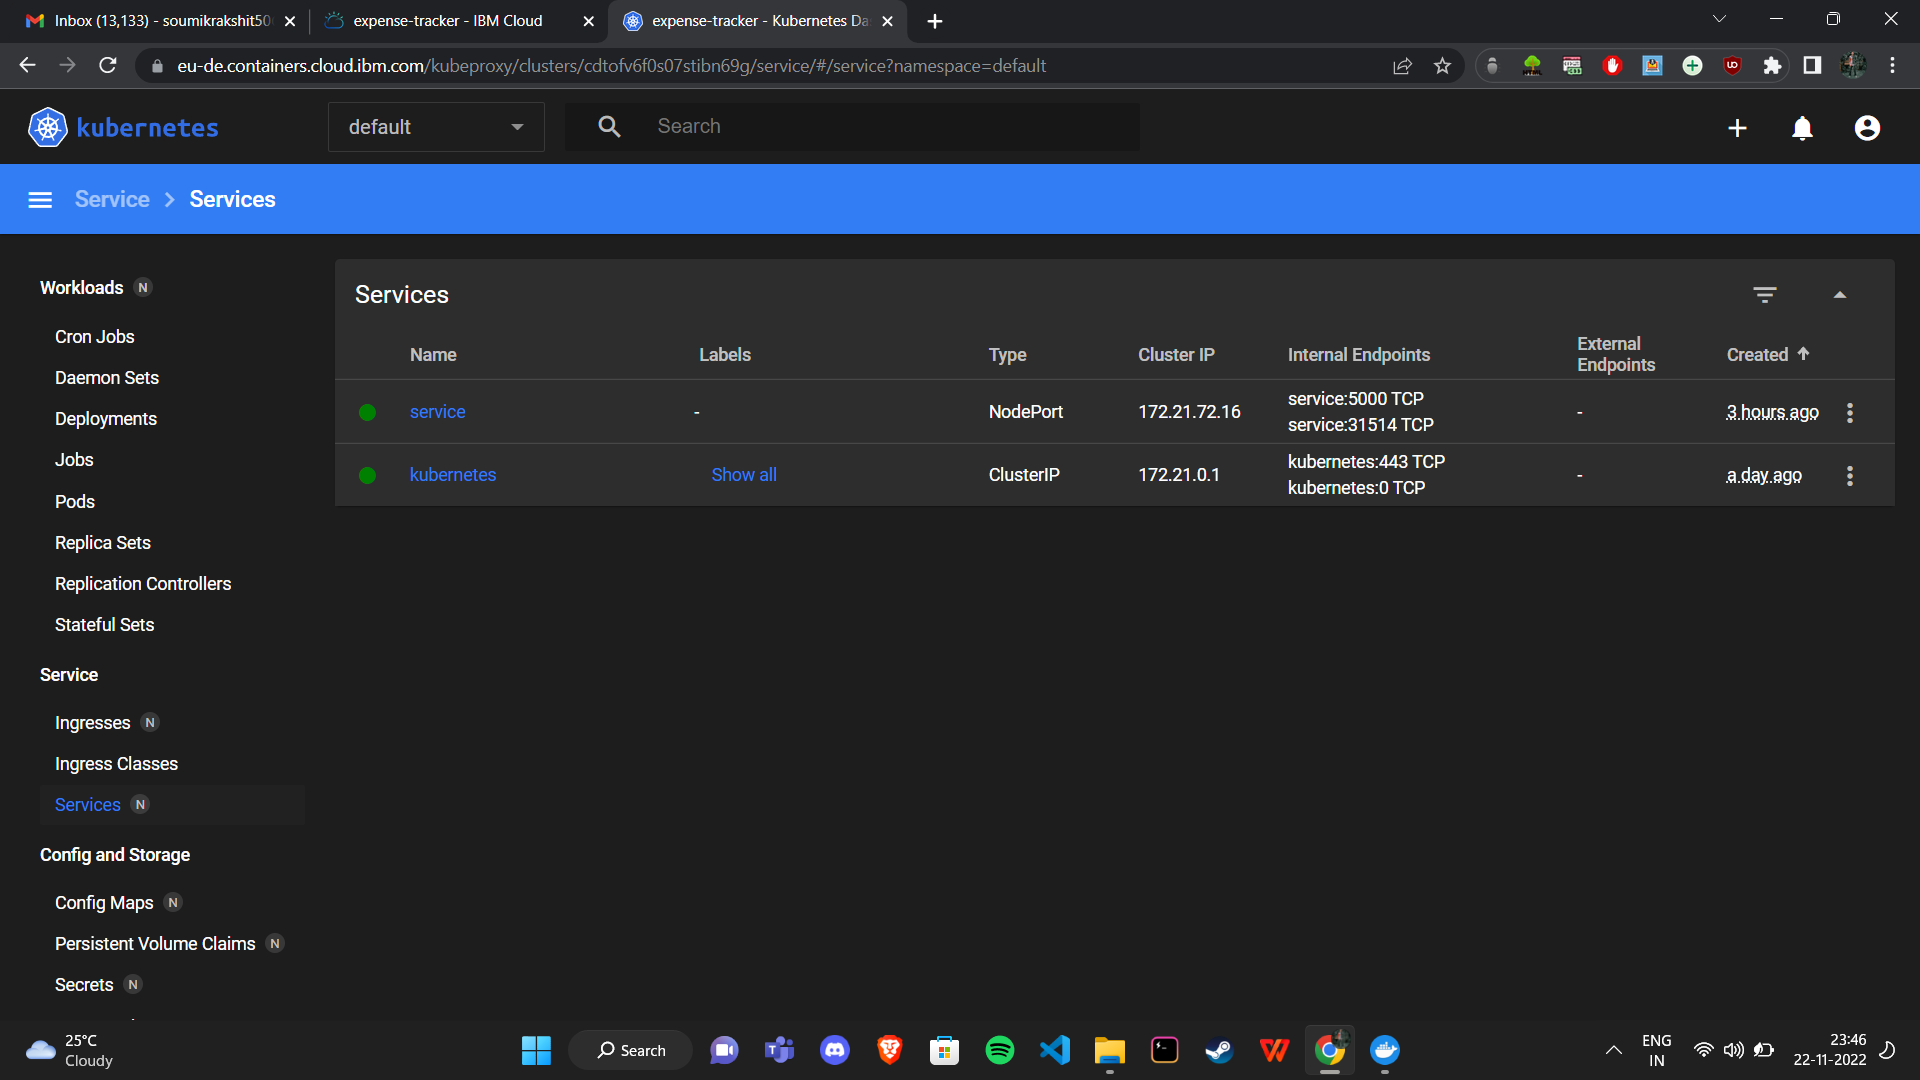 Inbox (13,133) - soumikrakshit50
expense-tracker - IBM Cloud
expense-tracker - Kubernetes Da
eu-de.containers.cloud.ibm.com/kubeproxy/clusters/cdtofv6f0s07stibn69g/service/#/service?namespace=default
kubernetes
default
Search
Service
Services
Workloads N
Cron Jobs
Daemon Sets
Deployments
Jobs
Pods
Replica Sets
Replication Controllers
Stateful Sets
Service
Ingresses N
Ingress Classes
Services N
Config and Storage
Config Maps N
Persistent Volume Claims N
Secrets N
Services
Name Labels Type Cluster IP Internal Endpoints External Endpoints Created
service - NodePort 172.21.72.16 service:5000 TCP - 3 hours ago
service:31514 TCP
kubernetes Show all ClusterIP 172.21.0.1 kubernetes:443 TCP - a day ago
kubernetes:0 TCP
25°C
Cloudy
Search
ENG
IN
23:46
22-11-2022